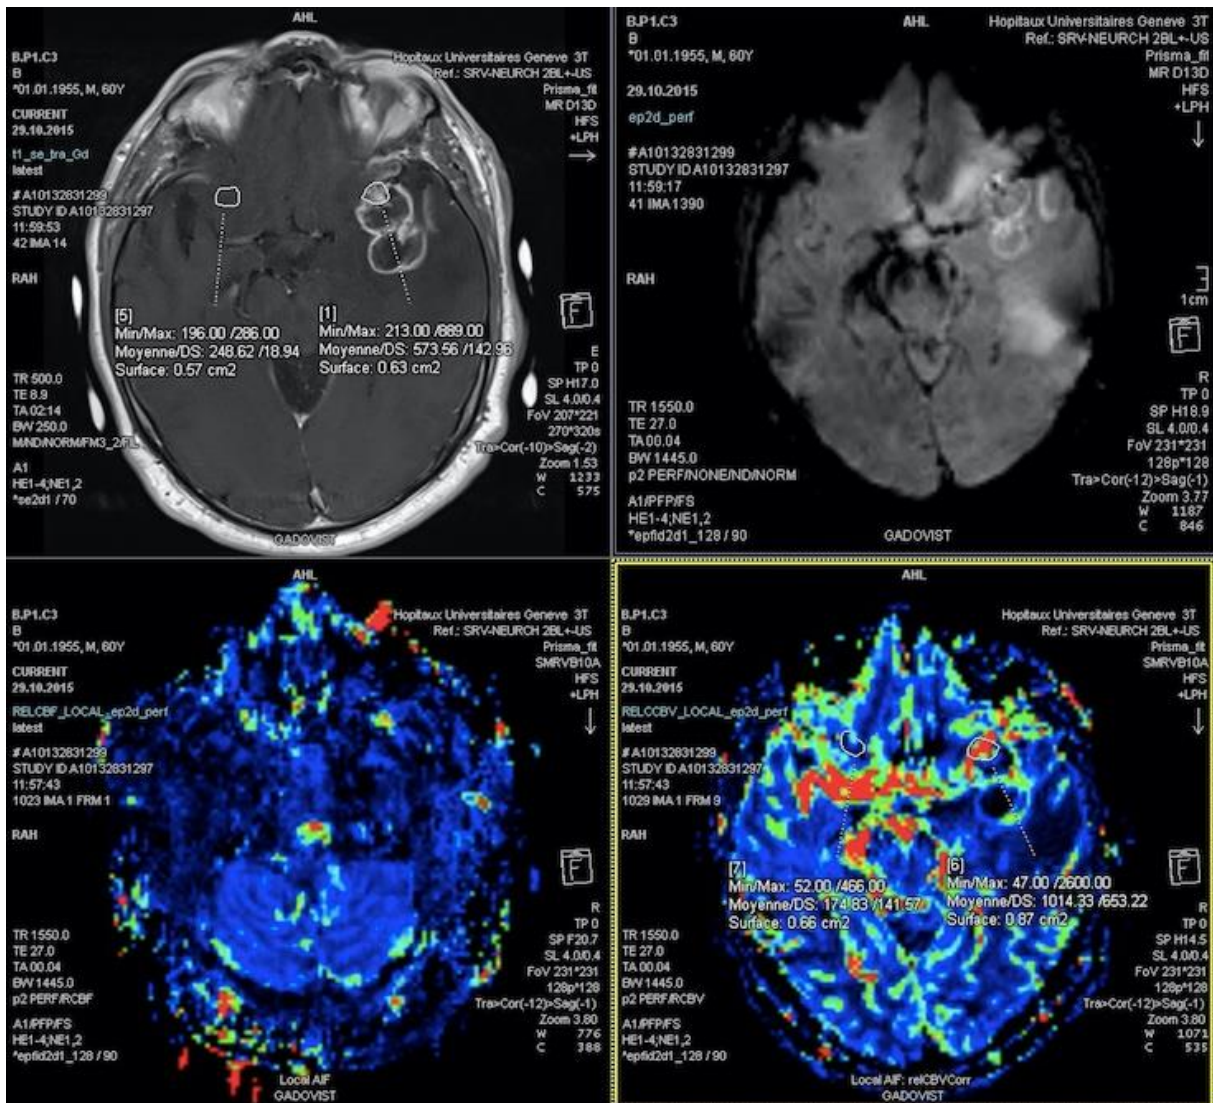 AHL
B.P1.C3
B
*01.01.1955, M, 60Y
CURRENT
29.10.2015
t1_se_tra_Gd
latest
#A10132831299
STUDY ID A10132831297
11:59:53
42 IMA 14
RAH
Hopitaux Universitaires Geneve 3T
Ref.: SRV-NEURCH 2BL+-US
Prisma_fit
MR D13D
HFS
+LPH
[5]
Min/Max: 196.00 /286.00
Moyenne/DS: 248.62 /18.94
Surface: 0.57 cm2
[1]
Min/Max: 213.00 /889.00
Moyenne/DS: 573.56 /142.96
Surface: 0.63 cm2
F
TR 500.0
TE 8.9
TA 02:14
BW 250.0
M/ND/NORM/FM3_2/FIL
A1
HE1-4;NE1,2
*se2d1 / 70
E
TP 0
SP H17.0
SL 4.0/0.4
FoV 207*221
270*320s
Tra>Cor(-10)>Sag(-2)
Zoom 1.53
W 1233
C 575
GADOVIST
AHL
B.P1.C3
B
*01.01.1955, M, 60Y
29.10.2015
ep2d_perf
#A10132831299
STUDY ID A10132831297
11:59:17
41 IMA 1390
RAH
Hopitaux Universitaires Geneve 3T
Ref.: SRV-NEURCH 2BL+-US
Prisma_fit
MR D13D
HFS
+LPH
1cm
F
TR 1550.0
TE 27.0
TA 00.04
BW 1445.0
p2 PERF/NONE/ND/NORM
A1/PFP/FS
HE1-4;NE1,2
*epfid2d1_128 / 90
R
TP 0
SP H18.9
SL 4.0/0.4
FoV 231*231
128p*128
Tra>Cor(-12)>Sag(-1)
Zoom 3.77
W 1187
C 846
GADOVIST
AHL
B.P1.C3
B
*01.01.1955, M, 60Y
CURRENT
29.10.2015
RELCBF_LOCAL_ep2d_perf
latest
#A10132831299
STUDY ID A10132831297
11:57:43
1023 IMA 1 FRM 1
RAH
Hopitaux Universitaires Geneve 3T
Ref.: SRV-NEURCH 2BL+-US
Prisma_fit
SMRVB10A
HFS
+LPH
F
TR 1550.0
TE 27.0
TA 00.04
BW 1445.0
p2 PERF/RCBF
A1/PFP/FS
HE1-4;NE1,2
*epfid2d1_128 / 90
R
TP 0
SP F20.7
SL 4.0/0.4
FoV 231*231
128p*128
Tra>Cor(-12)>Sag(-1)
Zoom 3.80
W 776
C 388
Local AIF
GADOVIST
AHL
B.P1.C3
B
*01.01.1955, M, 60Y
CURRENT
29.10.2015
RELCCBV_LOCAL_ep2d_perf
latest
#A10132831299
STUDY ID A10132831297
11:57:43
1029 IMA 1 FRM 9
RAH
Hopitaux Universitaires Geneve 3T
Ref.: SRV-NEURCH 2BL+-US
Prisma_fit
SMRVB10A
HFS
+LPH
[7]
Min/Max: 52.00 /466.00
Moyenne/DS: 174.83 /141.57
Surface: 0.66 cm2
[6]
Min/Max: 47.00 /2600.00
Moyenne/DS: 1014.33 /653.22
Surface: 0.87 cm2
F
TR 1550.0
TE 27.0
TA 00.04
BW 1445.0
p2 PERF/RCBV
A1/PFP/FS
HE1-4;NE1,2
*epfid2d1_128 / 90
R
TP 0
SP H14.5
SL 4.0/0.4
FoV 231*231
128p*128
Tra>Cor(-12)>Sag(-1)
Zoom 3.80
W 1071
C 535
Local AIF: relCBVCorr
GADOVIST